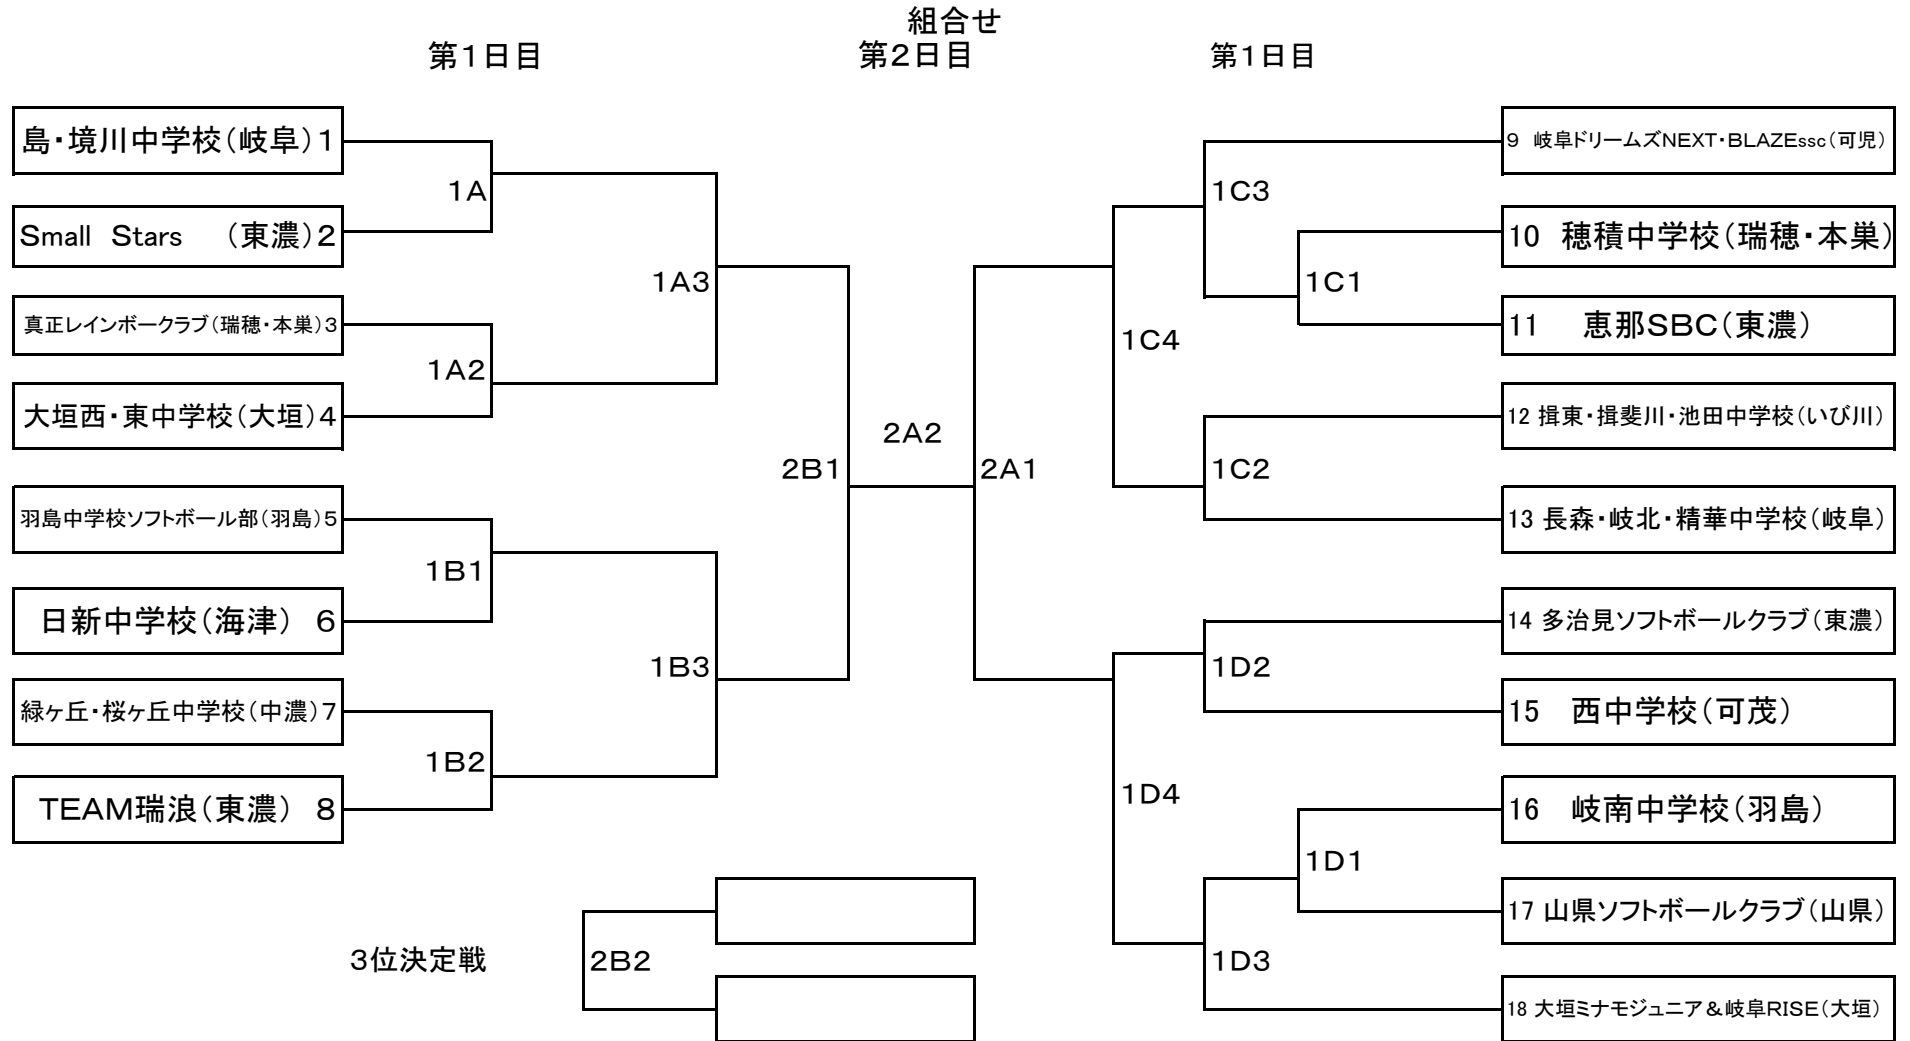 組合せ
第1日目
第2日目
第1日目
島・境川中学校(岐阜)1
1A
Small Stars (東濃)2
1A3
真正レインボークラブ(瑞穂・本巣)3
1A2
大垣西・東中学校(大垣)4
2B1
羽島中学校ソフトボール部(羽島)5
1B1
日新中学校(海津) 6
1B3
緑ヶ丘・桜ヶ丘中学校(中濃)7
1B2
TEAM瑞浪(東濃) 8
2A2
2A1
9 岐阜ドリームズNEXT・BLAZEssc(可児)
1C3
10 穂積中学校(瑞穂・本巣)
1C1
11 恵那SBC(東濃)
1C4
12 揖東・揖斐川・池田中学校(いび川)
1C2
13 長森・岐北・精華中学校(岐阜)
14 多治見ソフトボールクラブ(東濃)
1D2
15 西中学校(可茂)
1D4
16 岐南中学校(羽島)
1D1
17 山県ソフトボールクラブ(山県)
1D3
18 大垣ミナモジュニア&岐阜RISE(大垣)
3位決定戦
2B2